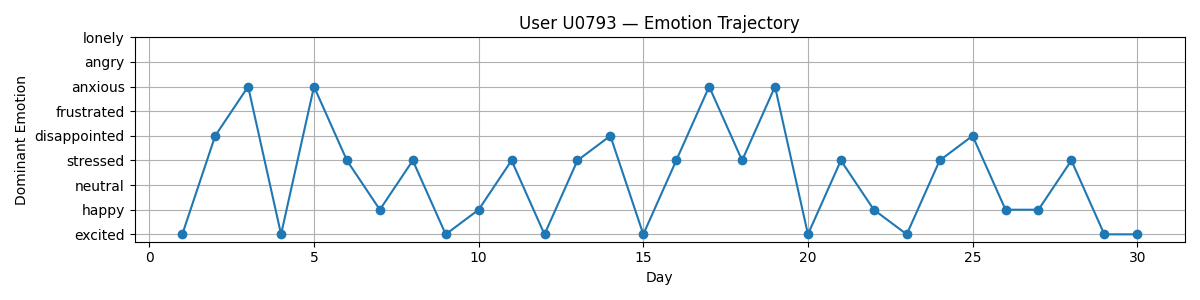 User U0793 — Emotion Trajectory
Dominant Emotion
lonely
angry
anxious
frustrated
disappointed
stressed
neutral
happy
excited
0 5 10 15 20 25 30
Day